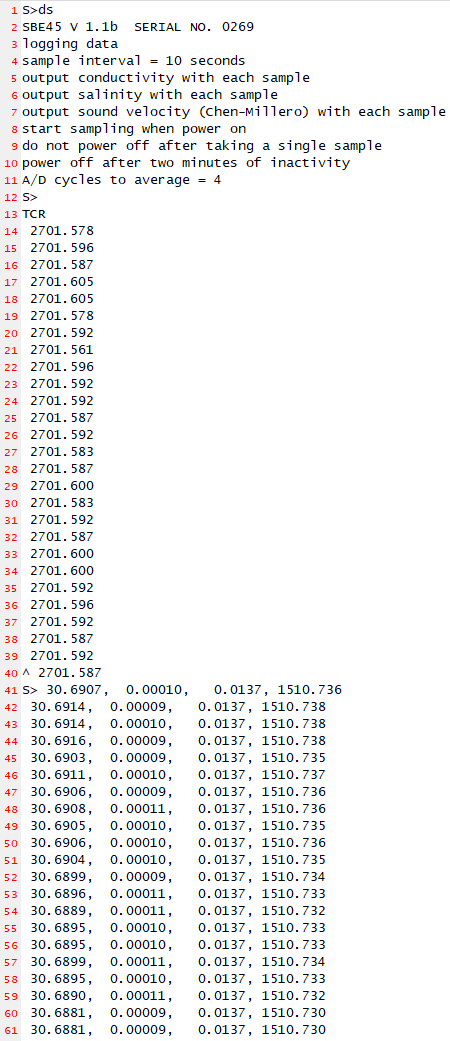 1 S>ds
2 SBE45 V 1.1b  SERIAL NO. 0269
3 logging data
4 sample interval = 10 seconds
5 output conductivity with each sample
6 output salinity with each sample
7 output sound velocity (Chen-Millero) with each sample
8 start sampling when power on
9 do not power off after taking a single sample
10 power off after two minutes of inactivity
11 A/D cycles to average = 4
12 S>
13 TCR
14  2701.578
15  2701.596
16  2701.587
17  2701.605
18  2701.605
19  2701.578
20  2701.592
21  2701.561
22  2701.596
23  2701.592
24  2701.592
25  2701.587
26  2701.592
27  2701.583
28  2701.587
29  2701.600
30  2701.583
31  2701.592
32  2701.587
33  2701.600
34  2701.600
35  2701.592
36  2701.596
37  2701.592
38  2701.587
39  2701.592
40 ^ 2701.587
41 S> 30.6907,  0.00010,   0.0137, 1510.736
42  30.6914,  0.00009,   0.0137, 1510.738
43  30.6914,  0.00010,   0.0137, 1510.738
44  30.6916,  0.00009,   0.0137, 1510.738
45  30.6903,  0.00009,   0.0137, 1510.735
46  30.6911,  0.00010,   0.0137, 1510.737
47  30.6906,  0.00009,   0.0137, 1510.736
48  30.6908,  0.00011,   0.0137, 1510.736
49  30.6905,  0.00010,   0.0137, 1510.735
50  30.6906,  0.00010,   0.0137, 1510.736
51  30.6904,  0.00010,   0.0137, 1510.735
52  30.6899,  0.00009,   0.0137, 1510.734
53  30.6896,  0.00011,   0.0137, 1510.733
54  30.6889,  0.00011,   0.0137, 1510.732
55  30.6895,  0.00010,   0.0137, 1510.733
56  30.6895,  0.00010,   0.0137, 1510.733
57  30.6899,  0.00011,   0.0137, 1510.734
58  30.6895,  0.00010,   0.0137, 1510.733
59  30.6890,  0.00011,   0.0137, 1510.732
60  30.6881,  0.00009,   0.0137, 1510.730
61  30.6881,  0.00009,   0.0137, 1510.730